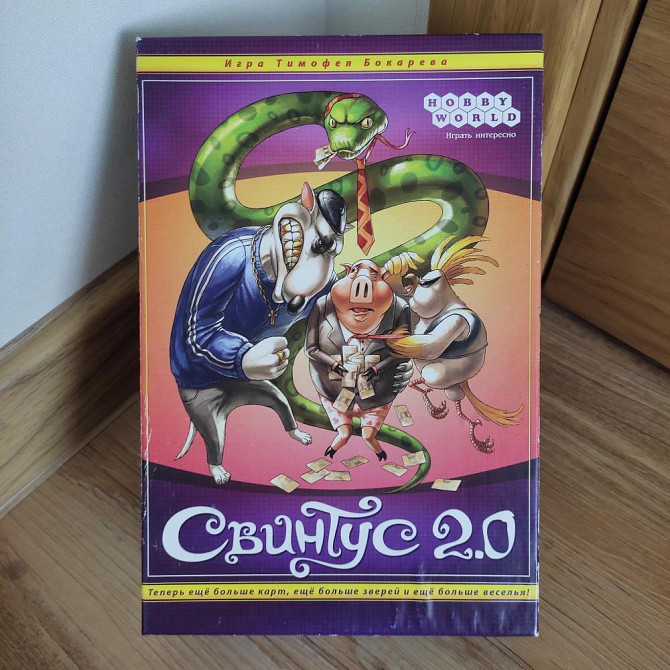 Игра Тимофея Бокарева
HOBBY
WORLD
Играть интересно
Свинтус 2.0
Теперь ещё больше карт, ещё больше зверей и ещё больше веселья!